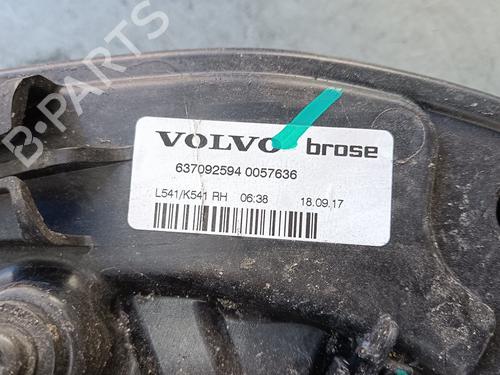 VOLVO brose
637092594 0057636
L541/K541 RH 06:38 18.09.17
B-PARTS